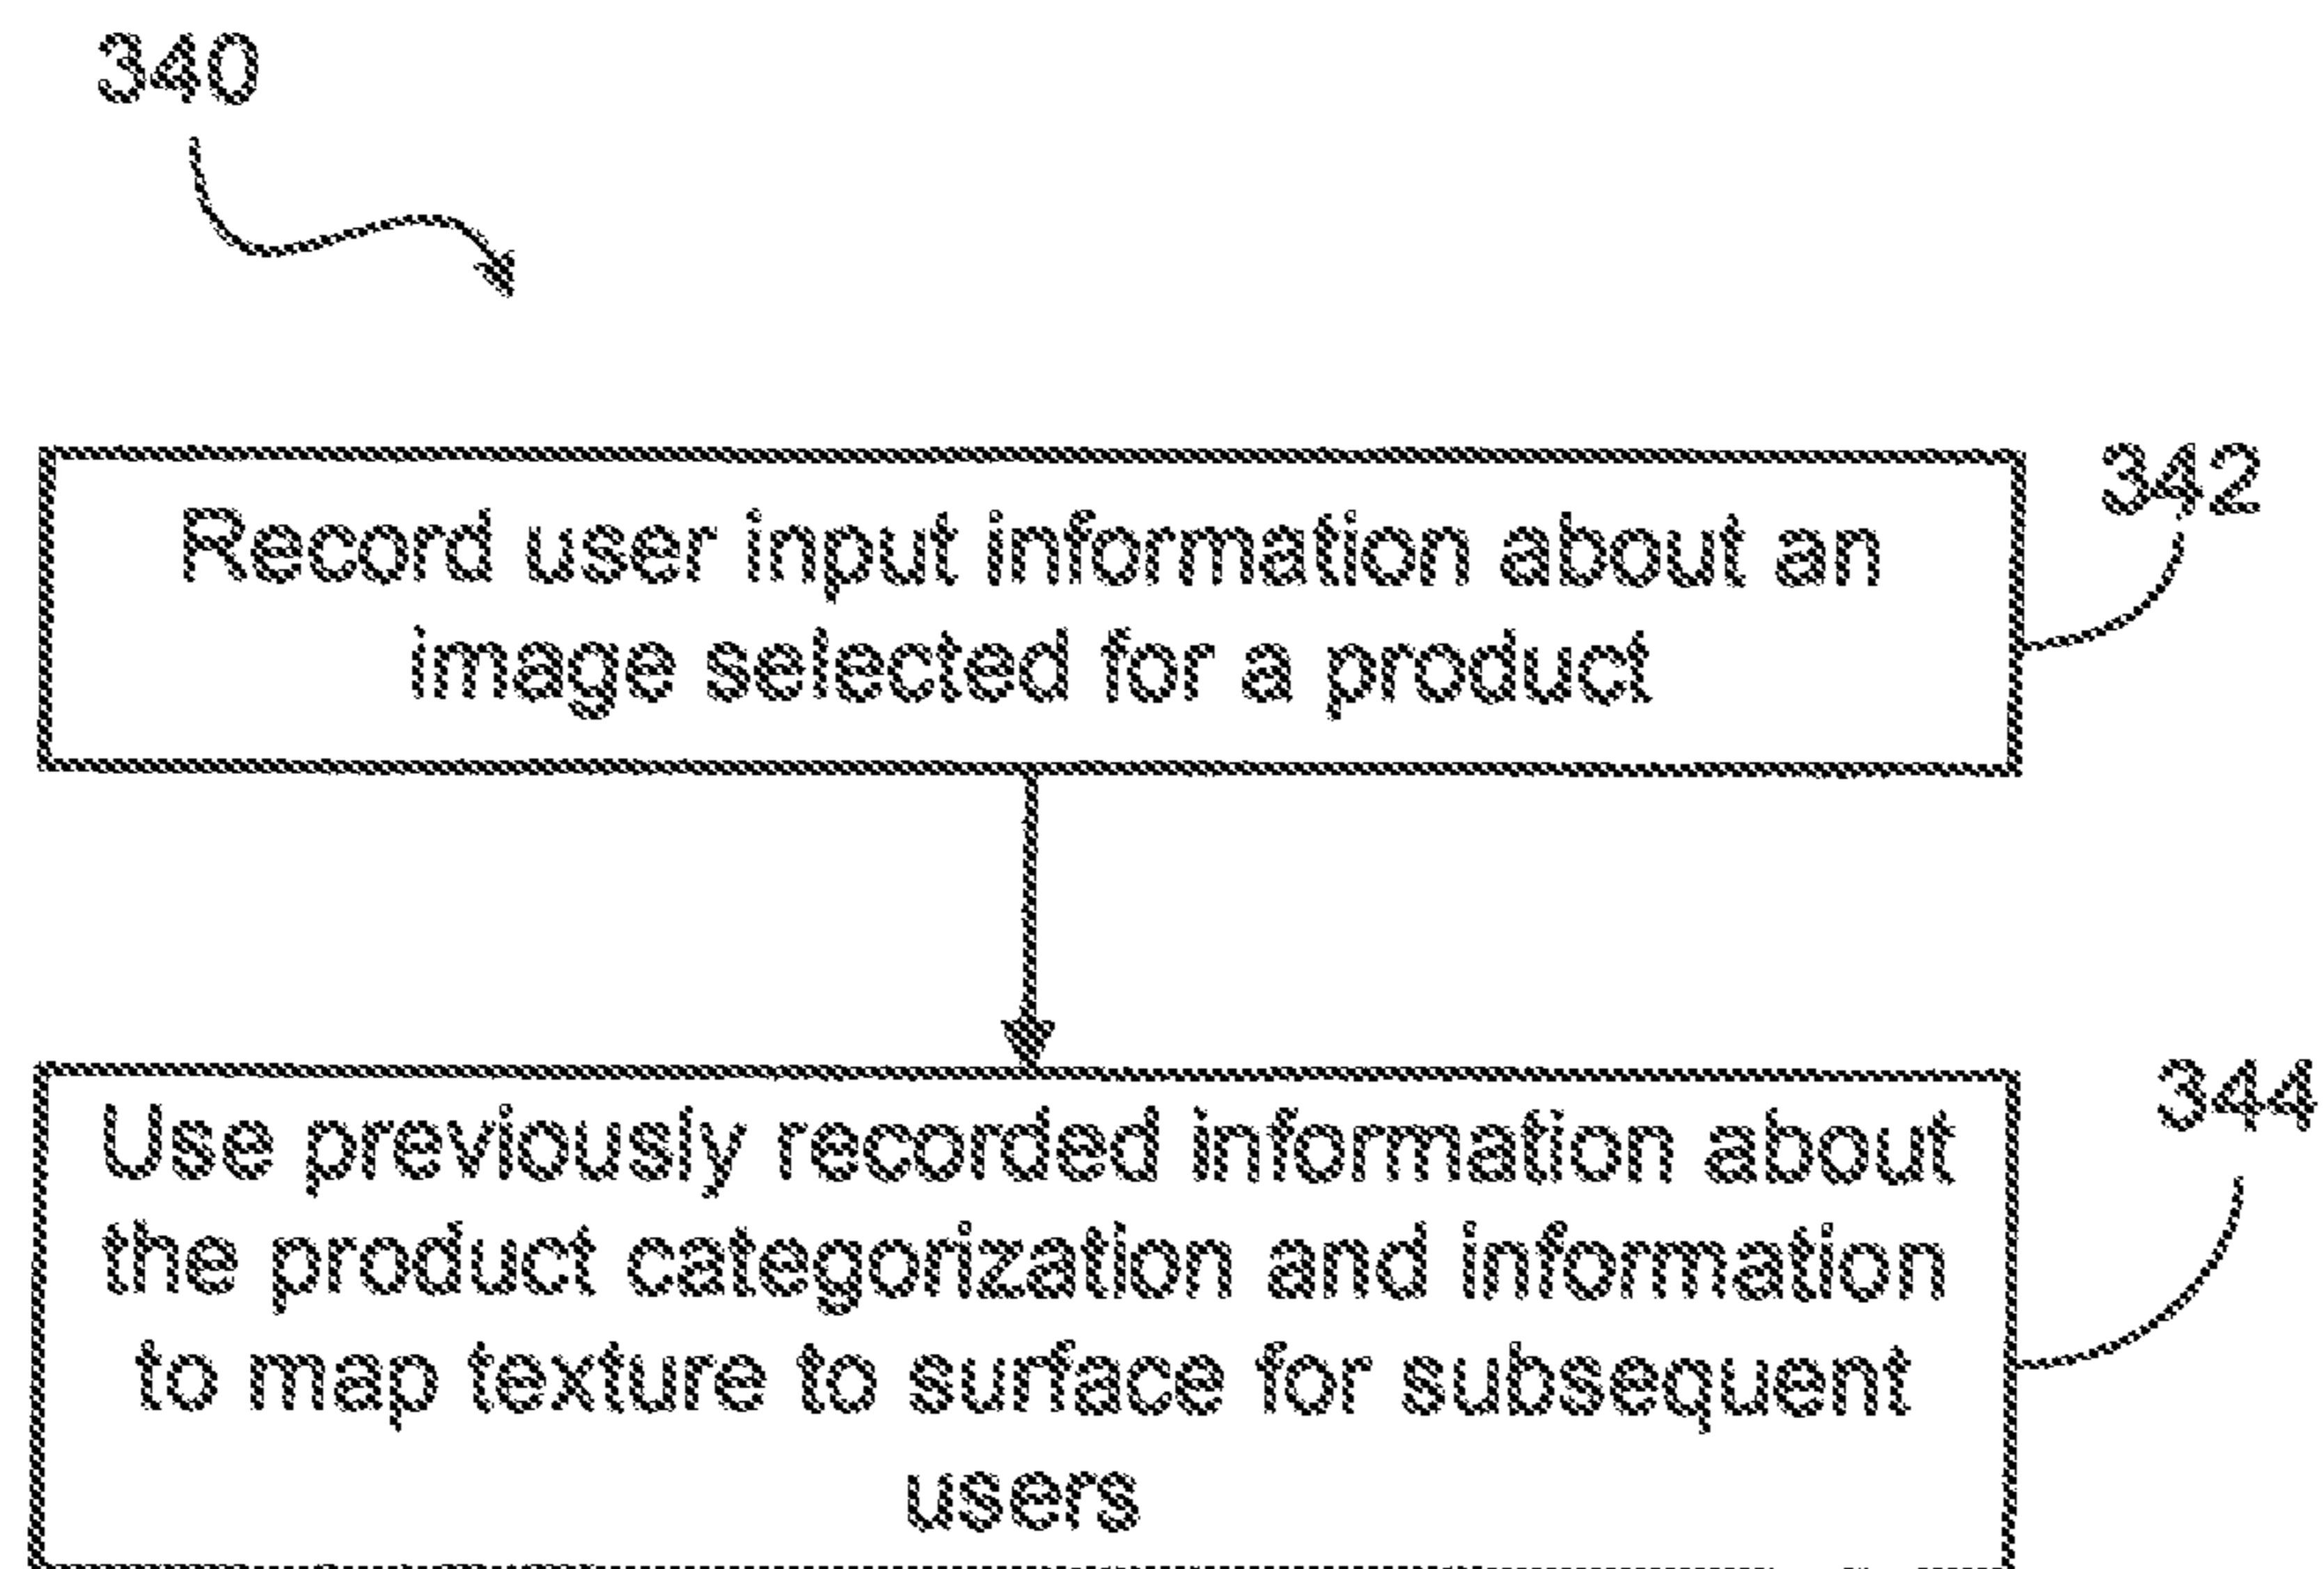 340
Record user input information about an
image selected for a product
342
Use previously recorded information about
the product categorization and information
to map texture to surface for subsequent
users
344